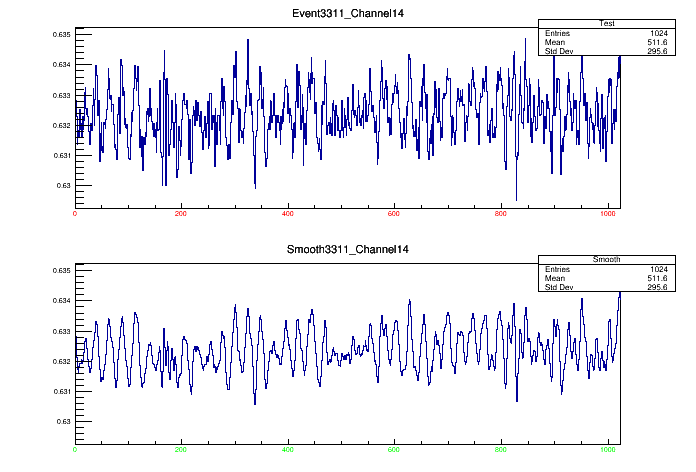 Event3311_Channel14
Test
Entries 1024
Mean 511.6
Std Dev 295.6
0.635
0.634
0.633
0.632
0.631
0.63
0 200 400 600 800 1000
Smooth3311_Channel14
Smooth
Entries 1024
Mean 511.6
Std Dev 295.6
0.635
0.634
0.633
0.632
0.631
0.63
0 200 400 600 800 1000